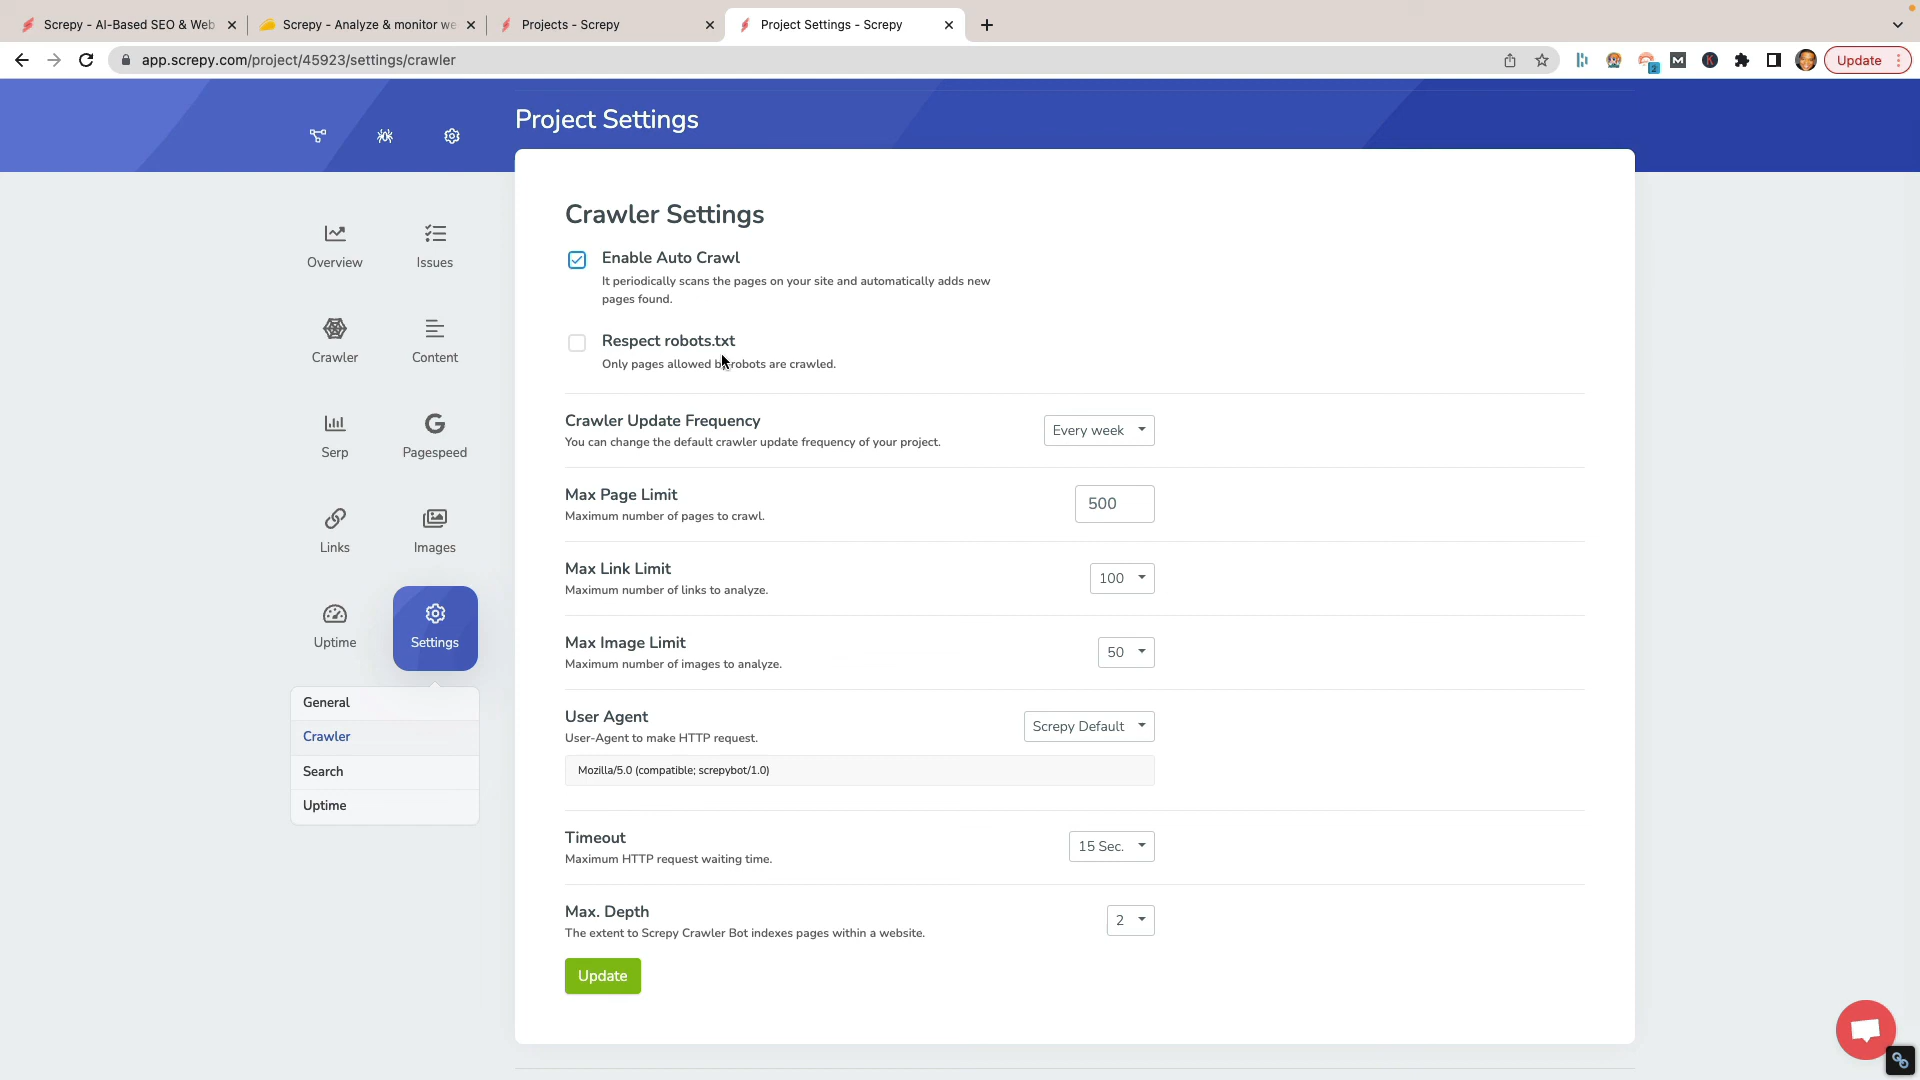 Screpy - AI-Based SEO & Web
Screpy - Analyze & monitor we
Projects - Screpy
Project Settings - Screpy
app.screpy.com/project/45923/settings/crawler
2
M
K
Update
Project Settings
Overview
Issues
Crawler
Content
Serp
Pagespeed
Links
Images
Uptime
Settings
General
Crawler
Search
Uptime
Crawler Settings
Enable Auto Crawl
It periodically scans the pages on your site and automatically adds new
pages found.
Respect robots.txt
Only pages allowed by robots are crawled.
Crawler Update Frequency
Every week
You can change the default crawler update frequency of your project.
Max Page Limit
500
Maximum number of pages to crawl.
Max Link Limit
100
Maximum number of links to analyze.
Max Image Limit
50
Maximum number of images to analyze.
User Agent
Screpy Default
User-Agent to make HTTP request.
Mozilla/5.0 (compatible; screpybot/1.0)
Timeout
15 Sec.
Maximum HTTP request waiting time.
Max. Depth
2
The extent to Screpy Crawler Bot indexes pages within a website.
Update